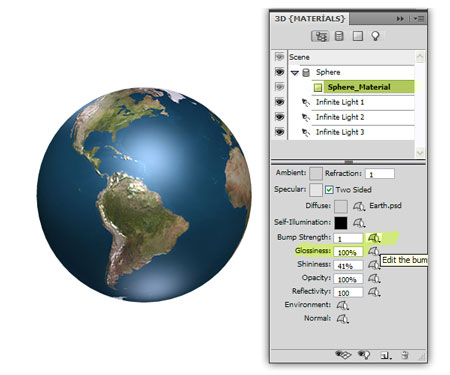 3D {MATERIALS}
Scene
Sphere
Sphere_Material
Infinite Light 1
Infinite Light 2
Infinite Light 3
Ambient: Refraction: 1
Specular: Two Sided
Diffuse: Earth.psd
Self-Illumination:
Bump Strength: 1
Glossiness: 100%
Edit the bum
Shininess: 41%
Opacity: 100%
Reflectivity: 100
Environment:
Normal: